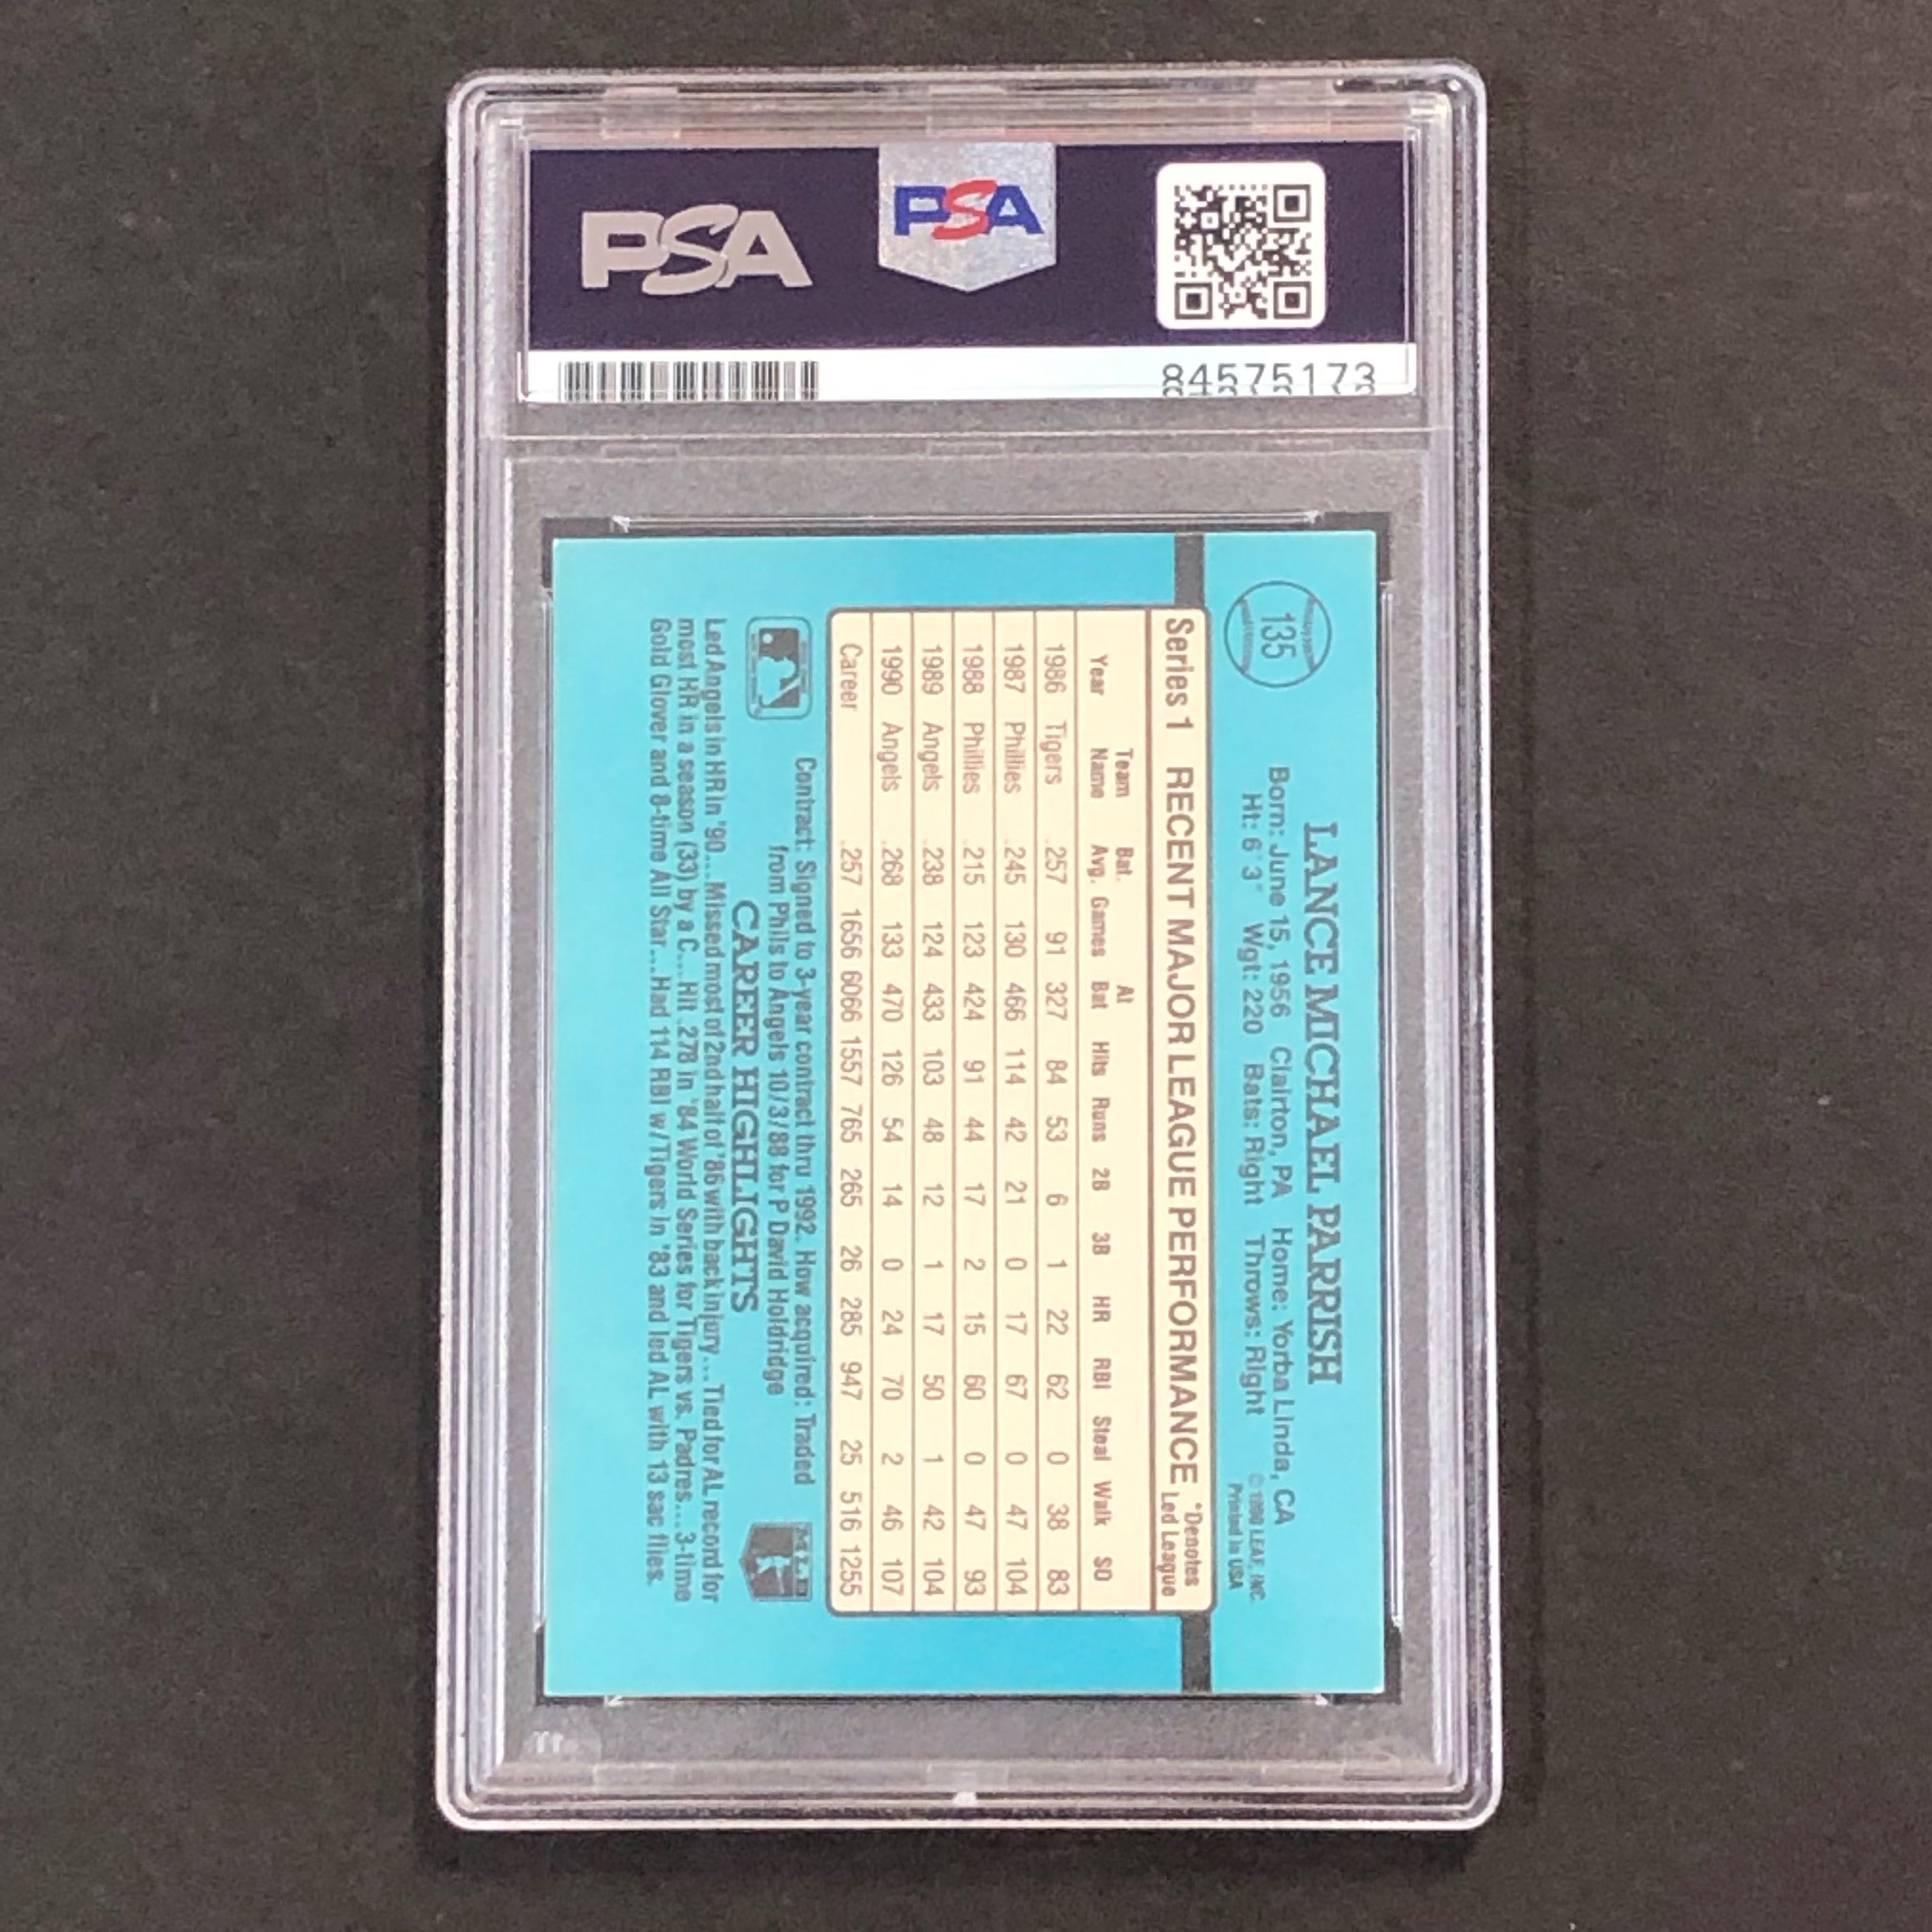 PSA
PSA
84575173
135
LANCE MICHAEL PARRISH
Born: June 15, 1956 Clairton, PA Home: Yorba Linda, CA
Ht: 6' 3" Wgt: 220 Bats: Right Throws: Right
© 1990 LEAF, INC.
Printed in USA
Series 1 RECENT MAJOR LEAGUE PERFORMANCE *Denotes Led League
Year Team Name Bat. Avg. Games At Bat Hits Runs 2B 3B HR RBI Steal Walk SO
1986 Tigers .257 91 327 84 53 6 1 22 62 0 38 83
1987 Phillies .245 130 466 114 42 21 0 17 67 0 47 104
1988 Phillies .215 123 424 91 44 17 2 15 60 0 47 93
1989 Angels .238 124 433 103 48 12 1 17 50 1 42 104
1990 Angels .268 133 470 126 54 14 0 24 70 2 46 107
Career .257 1656 6066 1557 765 265 26 285 947 25 516 1255
Contract: Signed to 3-year contract thru 1992. How acquired: Traded
from Phils to Angels 10/3/88 for P David Holdridge
CAREER HIGHLIGHTS
Led Angels in HR in '90...Missed most of 2nd half of '86 with back injury...Tied for AL record for
most HR in a season (33) by a C...Hit .278 in '84 World Series for Tigers vs. Padres...3-time
Gold Glover and 8-time All Star...Had 114 RBI w/Tigers in '83 and led AL with 13 sac flies.